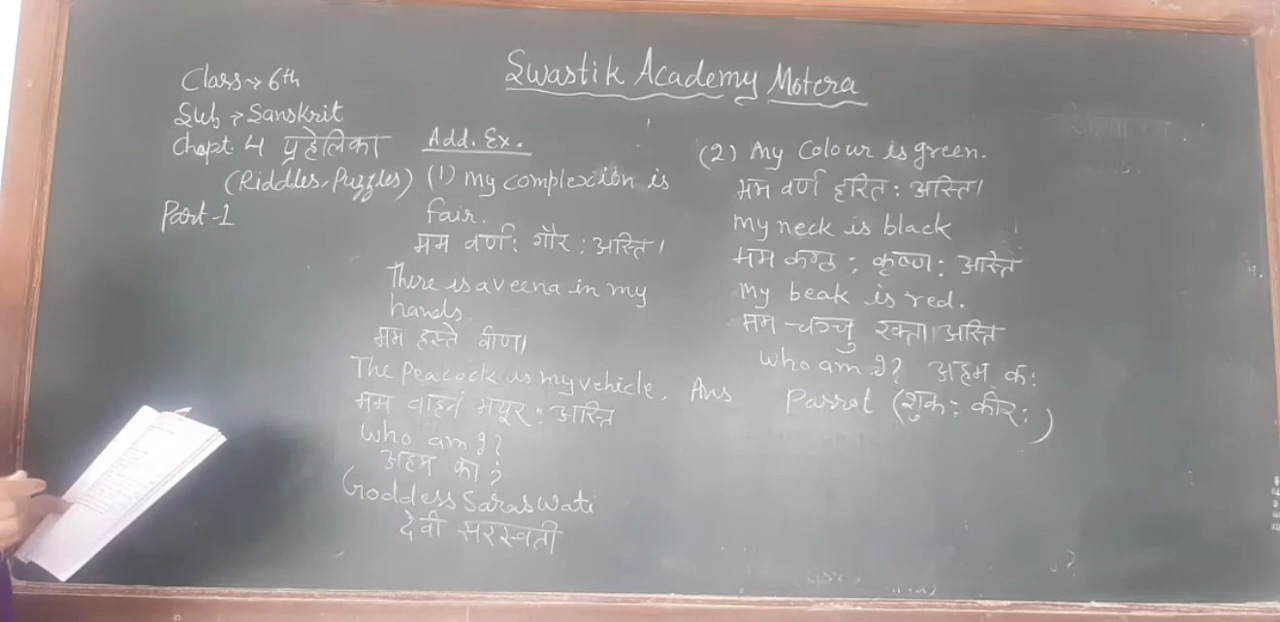 Swastik Academy Motera
Class → 6th
Sub → Sanskrit
Chapt. 4 प्रहेलिका
(Riddles, Puzzles)
Part-1
Add. Ex.
(1) My complexion is
fair.
मम वर्ण: गौर: अस्ति।
There is a veena in my
hands.
मम हस्ते वीणा
The Peacock is my vehicle.
मम वाहनं मयूर: अस्ति
Who am I?
अहम का?
Goddess Saraswati
देवी सरस्वती
(2) My Colour is green.
मम वर्ण हरित: अस्ति।
My neck is black
मम कण्ठ: कृष्ण: अस्ति
My beak is red.
मम चञ्चु रक्ता अस्ति
Who am I? अहम क:
Ans Parrot (शुक: कीर:)